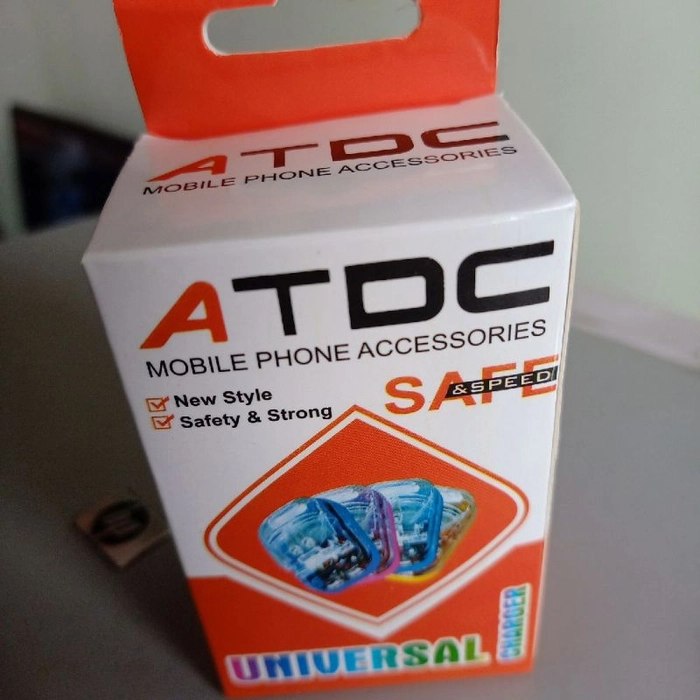 ATDC
MOBILE PHONE ACCESSORIES
ATDC
MOBILE PHONE ACCESSORIES
New Style
Safety & Strong
SAFE
&SPEED
UNIVERSAL
CHARGER